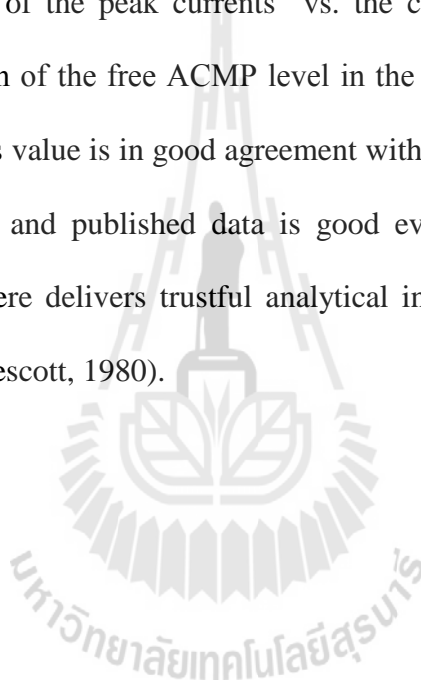 of the peak currents vs. the c
of the free ACMP level in the
value is in good agreement with
and published data is good ev
delivers trustful analytical in
escott, 1980).
มหาวิทยาลัยเทคโนโลยีสุรนารี